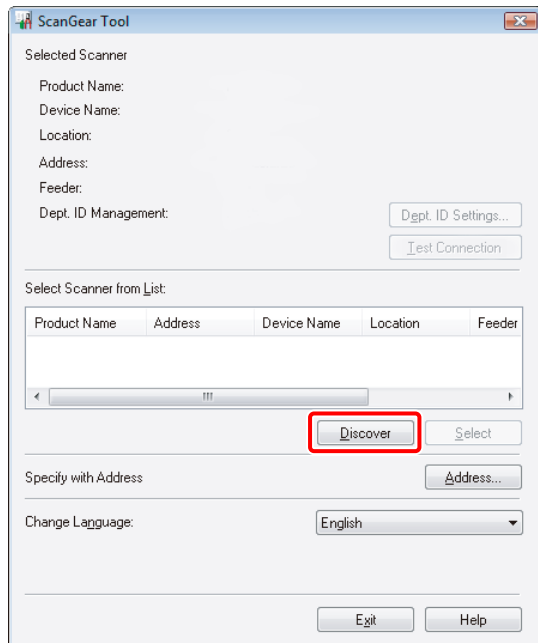 ScanGear Tool
Selected Scanner
Product Name:
Device Name:
Location:
Address:
Feeder:
Dept. ID Management:
Dept. ID Settings...
Test Connection
Select Scanner from List:
Product Name Address Device Name Location Feeder
Discover Select
Specify with Address Address...
Change Language: English
Exit Help